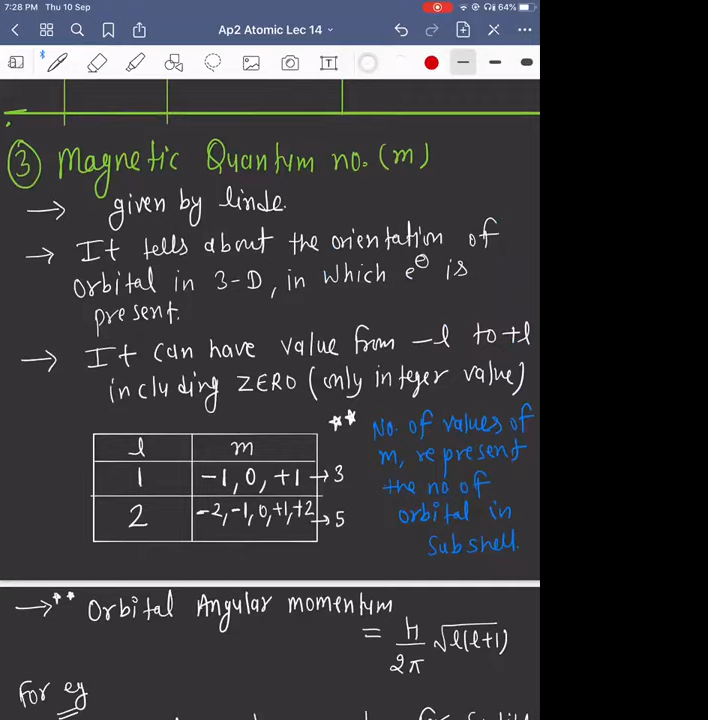 7:28 PM Thu 10 Sep
64%
Ap2 Atomic Lec 14
③ Magnetic Quantum no. (m)
→ given by linde.
→ It tells about the orientation of
orbital in 3-D, in which e⊖ is
present.
→ It can have value from -l to +l
including ZERO (only integer value)
l m
1 -1, 0, +1 → 3
2 -2, -1, 0, +1, +2 → 5
** No. of values of
m, represent
the no of
orbital in
subshell.
→ ** Orbital Angular momentum
= h/2π √l(l+1)
For eg